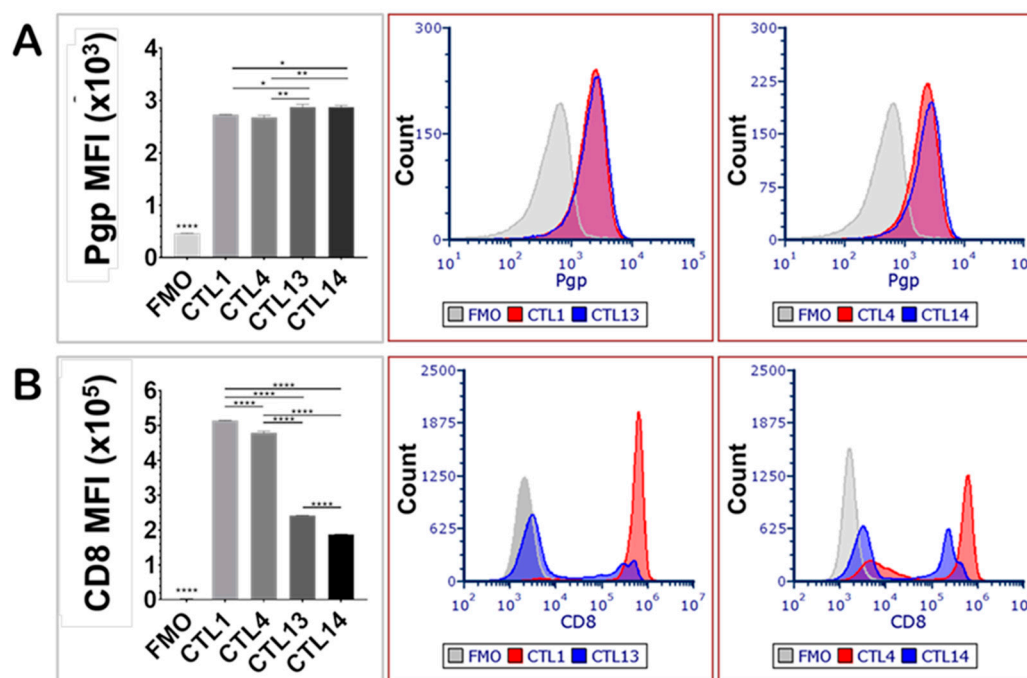 A
Pgp MFI (x10³)
4
3
2
1
0
****
*
**
*
**
FMO
CTL1
CTL4
CTL13
CTL14
Count
300
150
0
10¹ 10² 10³ 10⁴ 10⁵
Pgp
FMO CTL1 CTL13
Count
300
225
150
75
0
10¹ 10² 10³ 10⁴ 10⁵
Pgp
FMO CTL4 CTL14
B
CD8 MFI (x10⁵)
6
5
4
3
2
1
0
****
****
****
**** ****
****
****
FMO
CTL1
CTL4
CTL13
CTL14
Count
2500
1875
1250
625
0
10² 10³ 10⁴ 10⁵ 10⁶ 10⁷
CD8
FMO CTL1 CTL13
Count
2500
1875
1250
625
0
10² 10³ 10⁴ 10⁵ 10⁶
CD8
FMO CTL4 CTL14